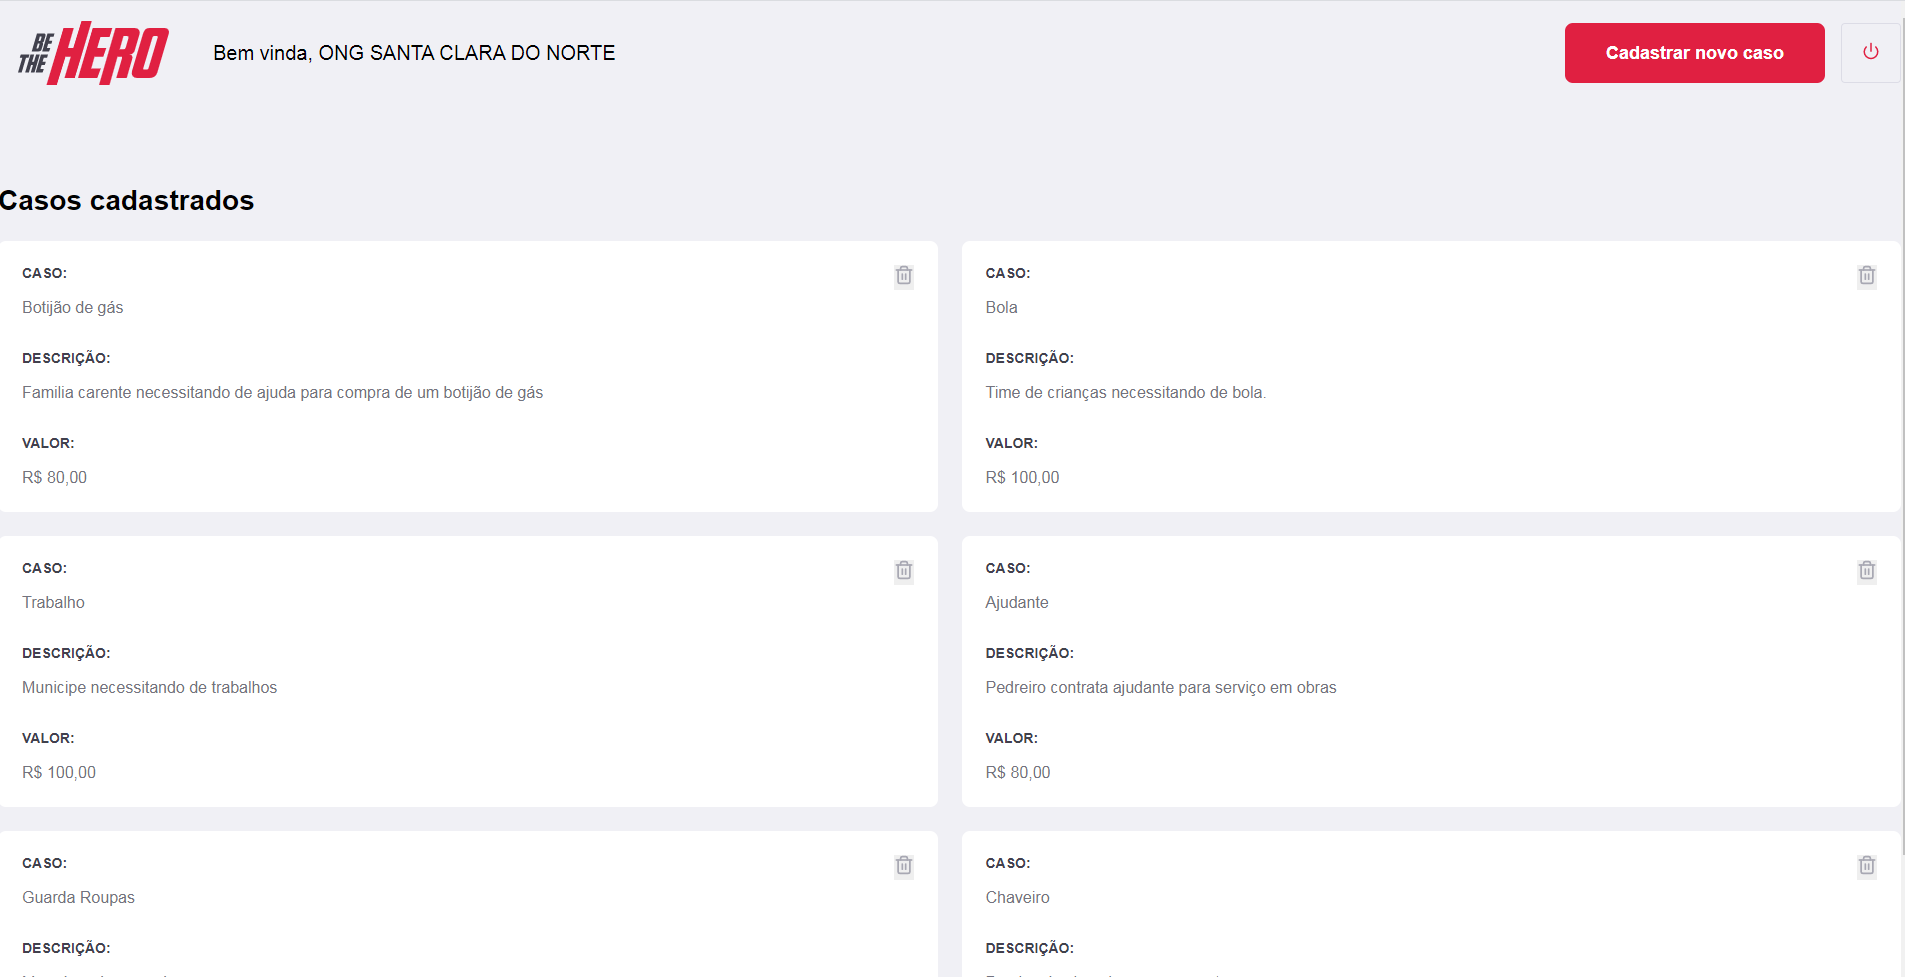 BE THE HERO
Bem vinda, ONG SANTA CLARA DO NORTE
Cadastrar novo caso
Casos cadastrados
CASO:
Botijão de gás
DESCRIÇÃO:
Familia carente necessitando de ajuda para compra de um botijão de gás
VALOR:
R$ 80,00
CASO:
Bola
DESCRIÇÃO:
Time de crianças necessitando de bola.
VALOR:
R$ 100,00
CASO:
Trabalho
DESCRIÇÃO:
Municipe necessitando de trabalhos
VALOR:
R$ 100,00
CASO:
Ajudante
DESCRIÇÃO:
Pedreiro contrata ajudante para serviço em obras
VALOR:
R$ 80,00
CASO:
Guarda Roupas
DESCRIÇÃO:
CASO:
Chaveiro
DESCRIÇÃO: